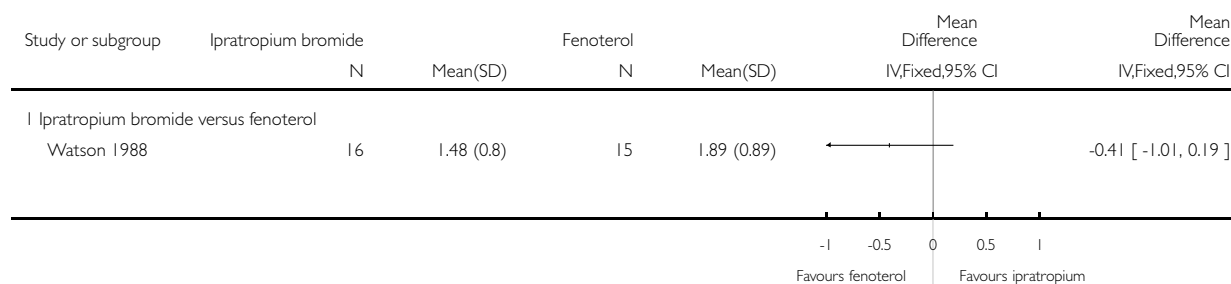 Mean Mean
Study or subgroup Ipratropium bromide Fenoterol Difference Difference
N Mean(SD) N Mean(SD) IV,Fixed,95% CI IV,Fixed,95% CI
1 Ipratropium bromide versus fenoterol
Watson 1988 16 1.48 (0.8) 15 1.89 (0.89) -0.41 [ -1.01, 0.19 ]
-1 -0.5 0 0.5 1
Favours fenoterol Favours ipratropium